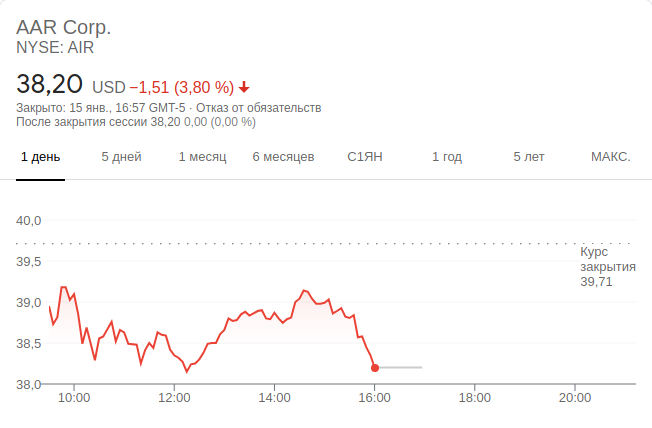 AAR Corp.
NYSE: AIR
38,20 USD −1,51 (3,80 %)
Закрыто: 15 янв., 16:57 GMT-5 · Отказ от обязательств
После закрытия сессии 38,20 0,00 (0,00 %)
1 день 5 дней 1 месяц 6 месяцев С1ЯН 1 год 5 лет МАКС.
40,0
Курс
закрытия
39,71
39,5
39,0
38,5
38,0
10:00 12:00 14:00 16:00 18:00 20:00